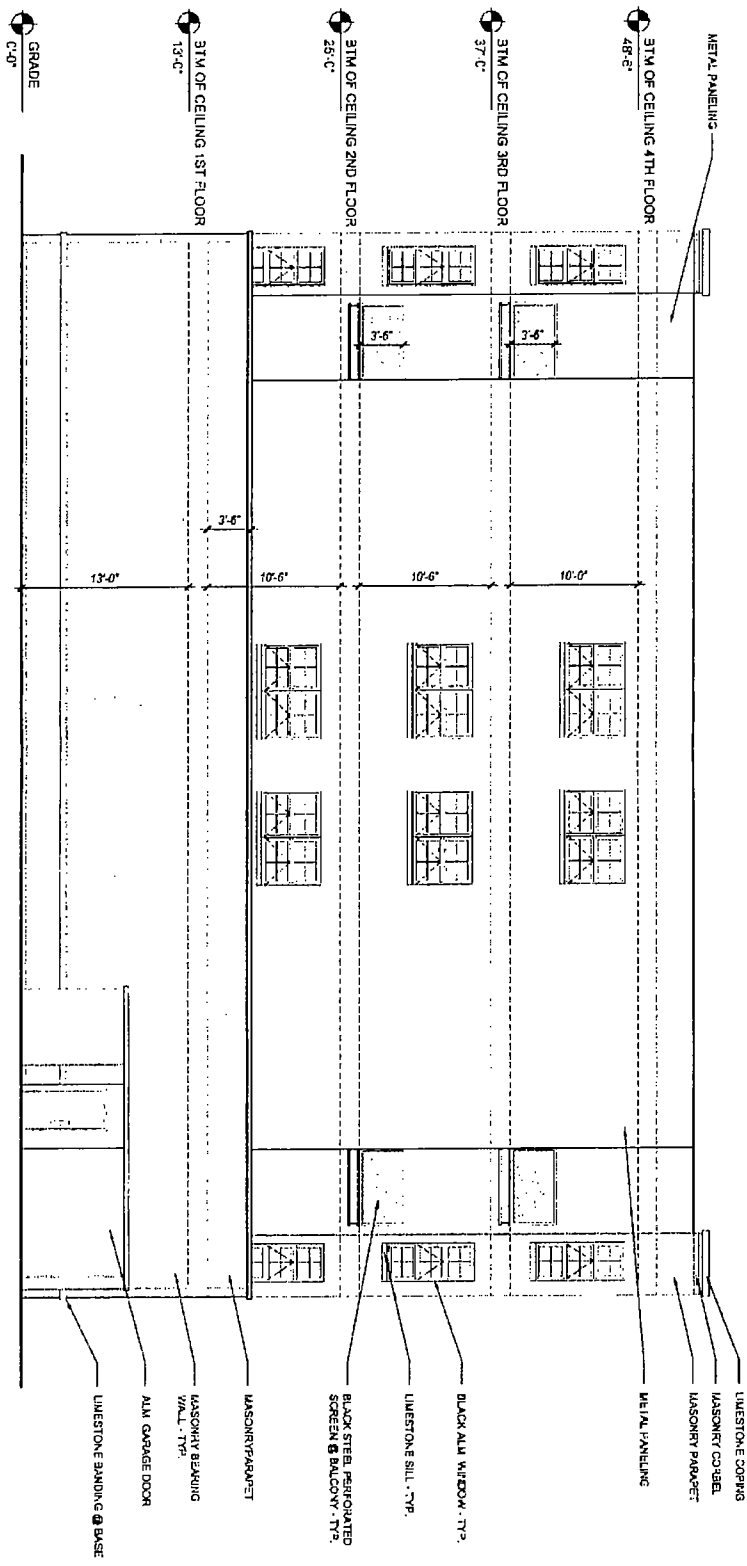 METAL PANELING
BTM OF CEILING 4TH FLOOR
48'-6"
BTM OF CEILING 3RD FLOOR
37'-0"
BTM OF CEILING 2ND FLOOR
25'-0"
BTM OF CEILING 1ST FLOOR
13'-0"
GRADE
0'-0"
3'-6"
3'-6"
3'-6"
10'-0"
10'-6"
10'-6"
13'-0"
LIMESTONE COPING
MASONRY CORBEL
MASONRY PARAPET
METAL PANELING
BLACK ALM WINDOW - TYP.
LIMESTONE SILL - TYP.
BLACK STEEL PERFORATED
SCREEN @ BALCONY - TYP.
MASONRY PARAPET
MASONRY BEARING
WALL - TYP.
ALM GARAGE DOOR
LIMESTONE BANDING @ BASE